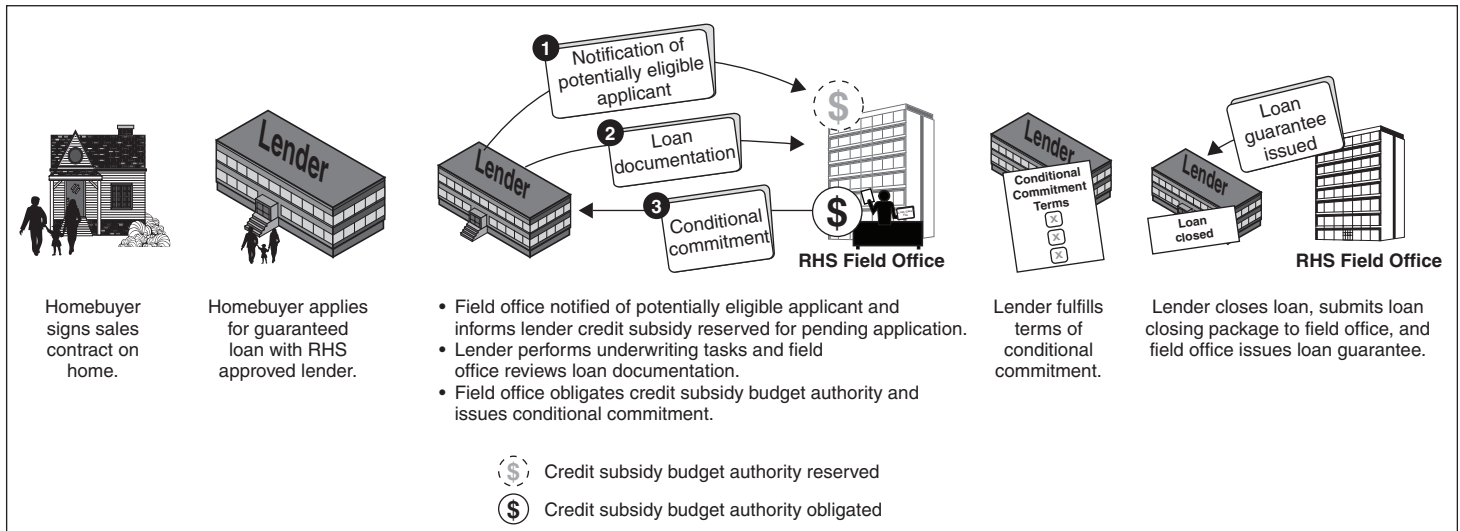 1
Notification of
potentially eligible
applicant
2
Loan
documentation
3
Conditional
commitment
$
$
Lender
Lender
RHS Field Office
Lender
Conditional
Commitment
Terms
x
x
x
Loan
guarantee
issued
Lender
Loan
closed
RHS Field Office
Homebuyer
signs sales
contract on
home.
Homebuyer applies
for guaranteed
loan with RHS
approved lender.
• Field office notified of potentially eligible applicant and
informs lender credit subsidy reserved for pending application.
• Lender performs underwriting tasks and field
office reviews loan documentation.
• Field office obligates credit subsidy budget authority and
issues conditional commitment.
Lender fulfills
terms of
conditional
commitment.
Lender closes loan, submits loan
closing package to field office, and
field office issues loan guarantee.
$ Credit subsidy budget authority reserved
$ Credit subsidy budget authority obligated